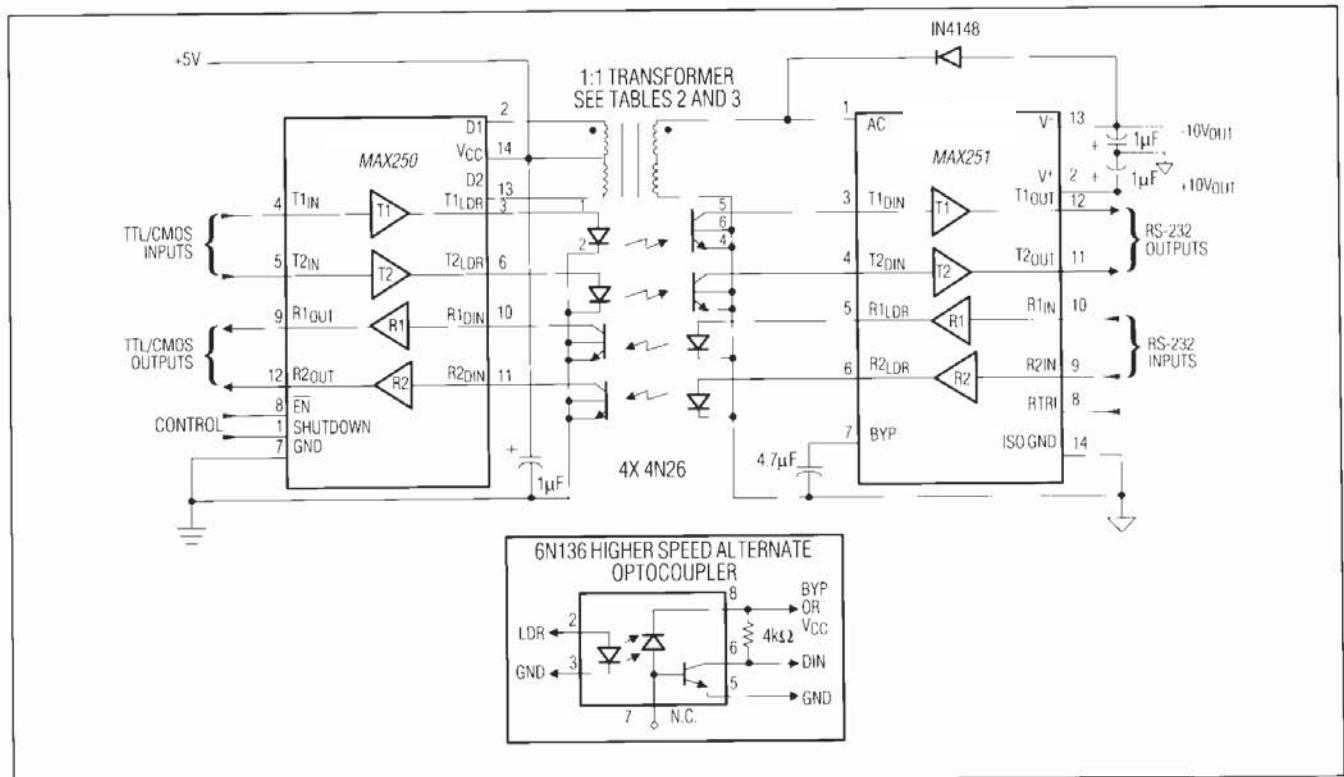 IN4148
+5V
1:1 TRANSFORMER
SEE TABLES 2 AND 3
MAX250
2
D1
VCC
14
D2
13
T1LDR
3
4
T1IN
T1
5
T2IN
T2
T2LDR
6
9
R1OUT
R1
R1DIN
10
12
R2OUT
R2
R2DIN
11
8
EN
1
SHUTDOWN
7
GND
TTL/CMOS
INPUTS
TTL/CMOS
OUTPUTS
CONTROL
+
1µF
1
2
5
6
4
4X 4N26
MAX251
1
AC
V-
13
-10VOUT
+ 1µF
V+
2
+ 1µF
+10VOUT
3
T1DIN
T1
T1OUT
12
4
T2DIN
T2
T2OUT
11
RS-232
OUTPUTS
5
R1LDR
R1
R1IN
10
6
R2LDR
R2
R2IN
9
RS-232
INPUTS
RTRI
8
7
BYP
ISO GND
14
4.7µF
6N136 HIGHER SPEED ALTERNATE
OPTOCOUPLER
8
BYP
OR
VCC
2
LDR
4kΩ
6
DIN
3
GND
5
GND
7
N.C.